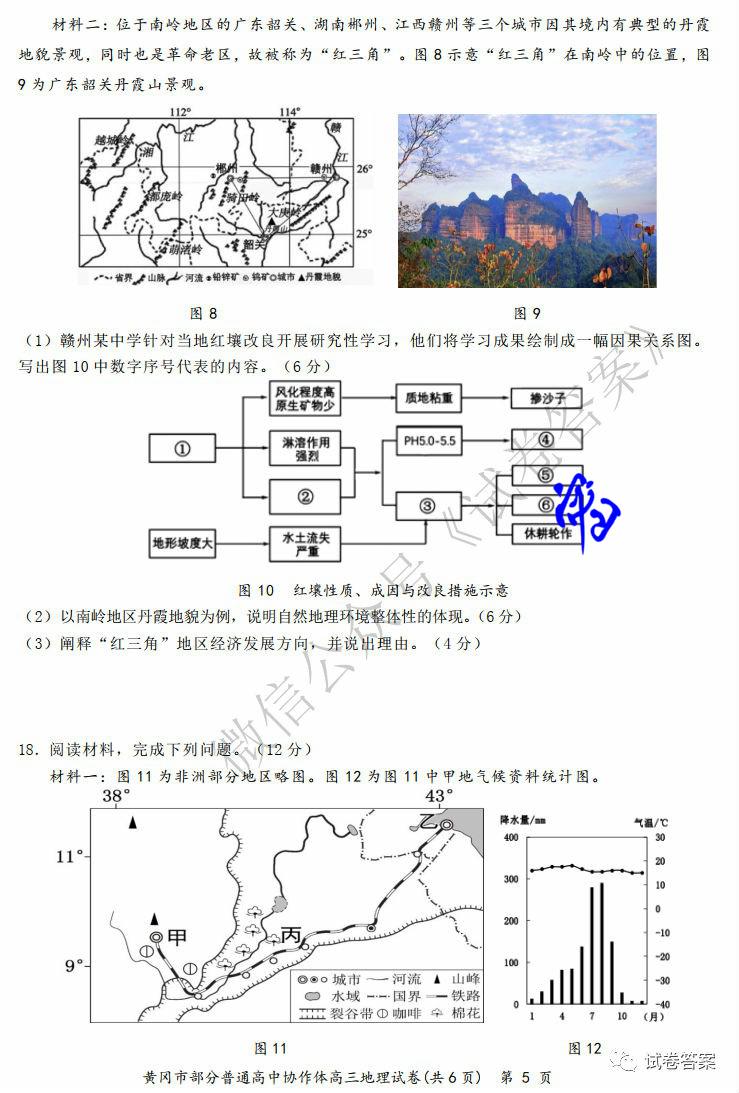 材料二：位于南岭地区的广东韶关、湖南郴州、江西赣州等三个城市因其境内有典型的丹霞
地貌景观，同时也是革命老区，故被称为“红三角”。图8示意“红三角”在南岭中的位置，图
9为广东韶关丹霞山景观。
112° 114°
越城岭
湘
江
赣
江
郴州
赣州
26°
都庞岭
骑田岭
大庾岭
丹霞山
萌渚岭
韶关
25°
省界 山脉 河流 铅锌矿 钨矿 城市 丹霞地貌
图8 图9
（1）赣州某中学针对当地红壤改良开展研究性学习，他们将学习成果绘制成一幅因果关系图。
写出图10中数字序号代表的内容。（6分）
风化程度高
原生矿物少
质地粘重
掺沙子
①
淋溶作用
强烈
PH5.0-5.5
④
②
③
⑤
⑥
休耕轮作
地形坡度大
水土流失
严重
图10 红壤性质、成因与改良措施示意
（2）以南岭地区丹霞地貌为例，说明自然地理环境整体性的体现。（6分）
（3）阐释“红三角”地区经济发展方向，并说出理由。（4分）
微信公众号《试卷答案》
18．阅读材料，完成下列问题。（12分）
材料一：图11为非洲部分地区略图。图12为图11中甲地气候资料统计图。
38° 43°
乙
11°
甲
丙
9°
城市 河流 山峰
水域 国界 铁路
裂谷带 咖啡 棉花
降水量/mm 气温/℃
400 30
20
300 10
0
200 -10
-20
100 -30
0 -40
1 4 7 10 (月)
图11 图12
试卷答案
黄冈市部分普通高中协作体高三地理试卷(共6页) 第 5 页